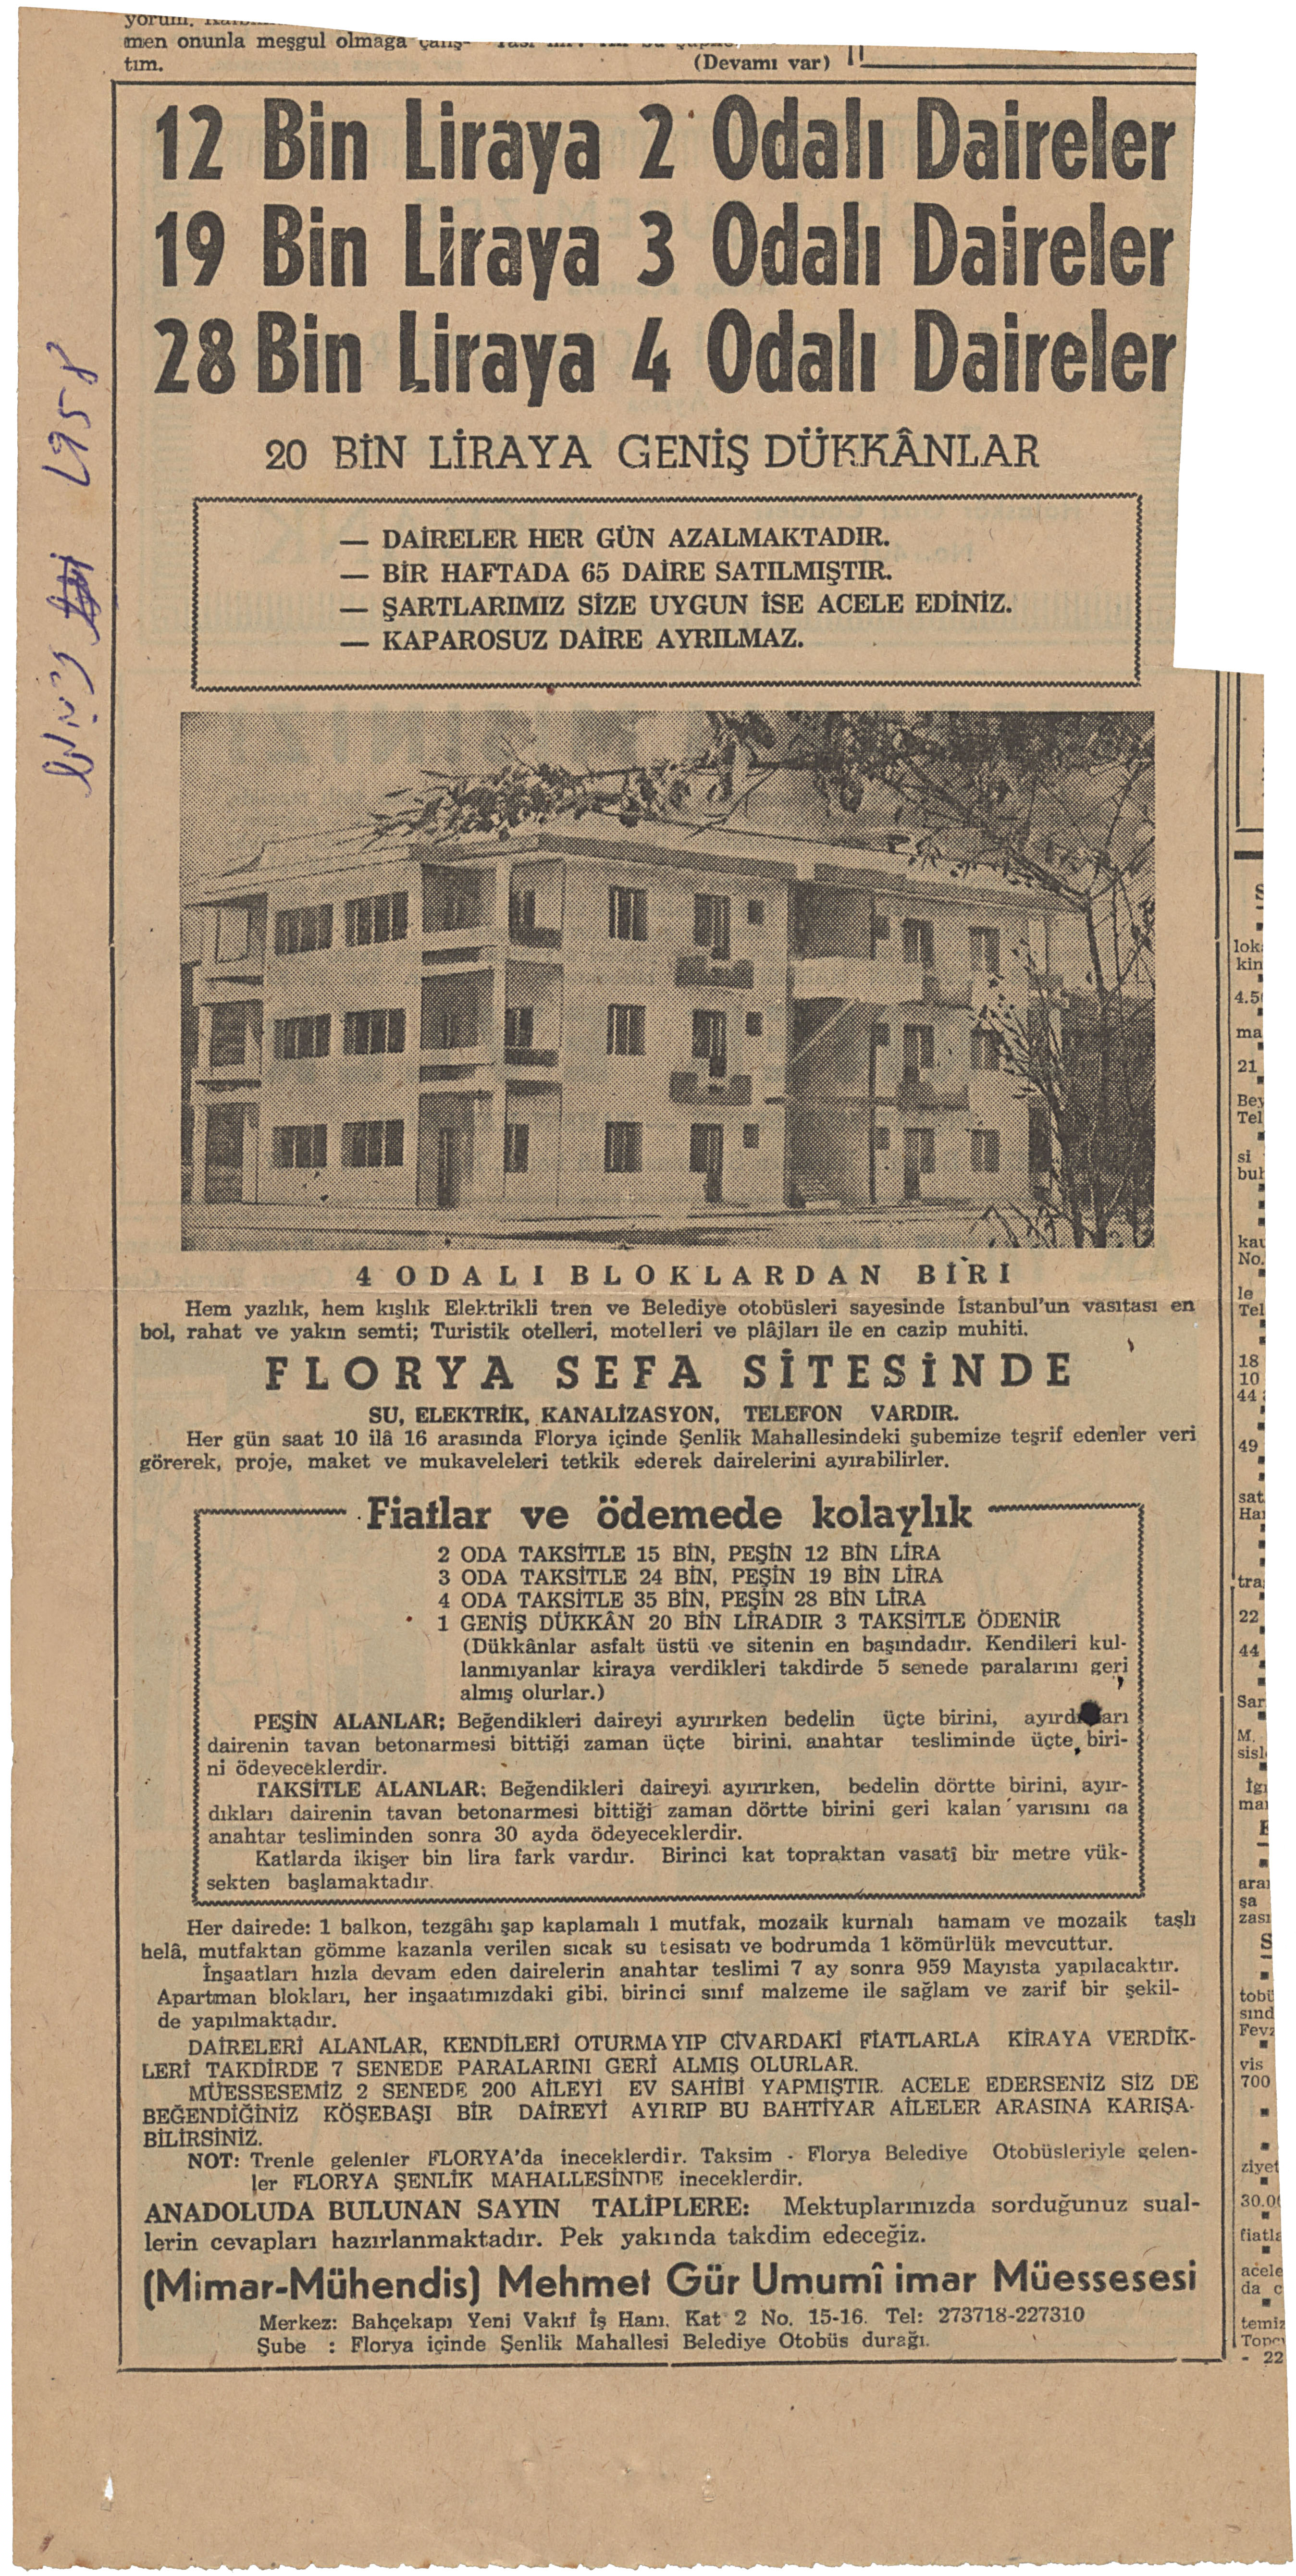 men onunla meşgul olmağa çalış-
tım.
(Devamı var)
12 Bin Liraya 2 Odalı Daireler
19 Bin Liraya 3 Odalı Daireler
28 Bin Liraya 4 Odalı Daireler
20 BİN LİRAYA GENİŞ DÜKKÂNLAR
— DAİRELER HER GÜN AZALMAKTADIR.
— BİR HAFTADA 65 DAİRE SATILMIŞTIR.
— ŞARTLARIMIZ SİZE UYGUN İSE ACELE EDİNİZ.
— KAPAROSUZ DAİRE AYRILMAZ.
1958
4 ODALI BLOKLARDAN BİRİ
Hem yazlık, hem kışlık Elektrikli tren ve Belediye otobüsleri sayesinde İstanbul'un vasıtası en
bol, rahat ve yakın semti; Turistik otelleri, motelleri ve plâjları ile en cazip muhiti.
FLORYA SEFA SİTESİNDE
SU, ELEKTRİK, KANALİZASYON, TELEFON VARDIR.
Her gün saat 10 ilâ 16 arasında Florya içinde Şenlik Mahallesindeki şubemize teşrif edenler veri
görerek, proje, maket ve mukaveleleri tetkik ederek dairelerini ayırabilirler.
Fiatlar ve ödemede kolaylık
2 ODA TAKSİTLE 15 BİN, PEŞİN 12 BİN LİRA
3 ODA TAKSİTLE 24 BİN, PEŞİN 19 BİN LİRA
4 ODA TAKSİTLE 35 BİN, PEŞİN 28 BİN LİRA
1 GENİŞ DÜKKÂN 20 BİN LİRADIR 3 TAKSİTLE ÖDENİR
(Dükkânlar asfalt üstü ve sitenin en başındadır. Kendileri kul-
lanmıyanlar kiraya verdikleri takdirde 5 senede paralarını geri
almış olurlar.)
PEŞİN ALANLAR; Beğendikleri daireyi ayırırken bedelin üçte birini,
dairenin tavan betonarmesi bittiği zaman üçte birini, anahtar tesliminde üçte biri-
ni ödeyeceklerdir.
TAKSİTLE ALANLAR: Beğendikleri daireyi ayırırken, bedelin dörtte birini, ayır-
dıkları dairenin tavan betonarmesi bittiği zaman dörtte birini geri kalan yarısını da
anahtar tesliminden sonra 30 ayda ödeyeceklerdir.
Katlarda ikişer bin lira fark vardır. Birinci kat topraktan vasatî bir metre yük-
sekten başlamaktadır.
Her dairede: 1 balkon, tezgâhı şap kaplamalı 1 mutfak, mozaik kurnalı hamam ve mozaik taşlı
helâ, mutfaktan gömme kazanla verilen sıcak su tesisatı ve bodrumda 1 kömürlük mevcuttur.
İnşaatları hızla devam eden dairelerin anahtar teslimi 7 ay sonra 959 Mayısta yapılacaktır.
Apartman blokları, her inşaatımızdaki gibi, birinci sınıf malzeme ile sağlam ve zarif bir şekil-
de yapılmaktadır.
DAİRELERİ ALANLAR, KENDİLERİ OTURMAYIP CİVARDAKİ FİATLARLA KİRAYA VERDİK-
LERİ TAKDİRDE 7 SENEDE PARALARINI GERİ ALMIŞ OLURLAR.
MÜESSESEMİZ 2 SENEDE 200 AİLEYİ EV SAHİBİ YAPMIŞTIR. ACELE EDERSENİZ SİZ DE
BEĞENDİĞİNİZ KÖŞEBAŞI BİR DAİREYİ AYIRIP BU BAHTİYAR AİLELER ARASINA KARIŞA-
BİLİRSİNİZ.
NOT: Trenle gelenler FLORYA'da ineceklerdir. Taksim - Florya Belediye Otobüsleriyle gelen-
ler FLORYA ŞENLİK MAHALLESİNDE ineceklerdir.
ANADOLUDA BULUNAN SAYIN TALİPLERE: Mektuplarınızda sorduğunuz sual-
lerin cevapları hazırlanmaktadır. Pek yakında takdim edeceğiz.
(Mimar-Mühendis) Mehmet Gür Umumî imar Müessesesi
Merkez: Bahçekapı Yeni Vakıf İş Hanı. Kat 2 No. 15-16. Tel: 273718-227310
Şube : Florya içinde Şenlik Mahallesi Belediye Otobüs durağı.